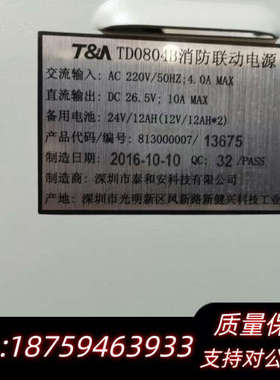 T&A TD0804B消防联动电源
交流输入: AC 220V/50HZ;4.0A MAX
直流输出: DC 26.5V; 10A MAX
备用电池: 24V/12AH(12V/12AH*2)
产品代码/编号: 813000007/ 13675
制造日期: 2016-10-10 QC: 32 /PASS
制造商: 深圳市泰和安科技有限公司
产地: 深圳市光明新区凤新路新健兴科技工业
质量保
:18759463933
支持对公